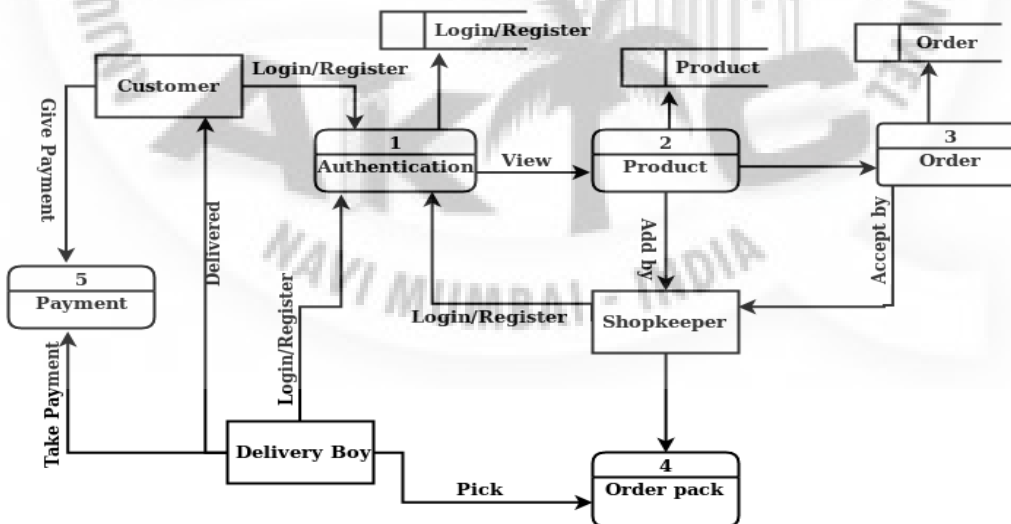 Login/Register
Order
Product
Customer
Login/Register
1
Authentication
View
2
Product
3
Order
Give Payment
Delivered
Add by
Accept by
5
Payment
Login/Register
Login/Register
Shopkeeper
Take Payment
Delivery Boy
Pick
4
Order pack
NAVI MUMBAI - INDIA